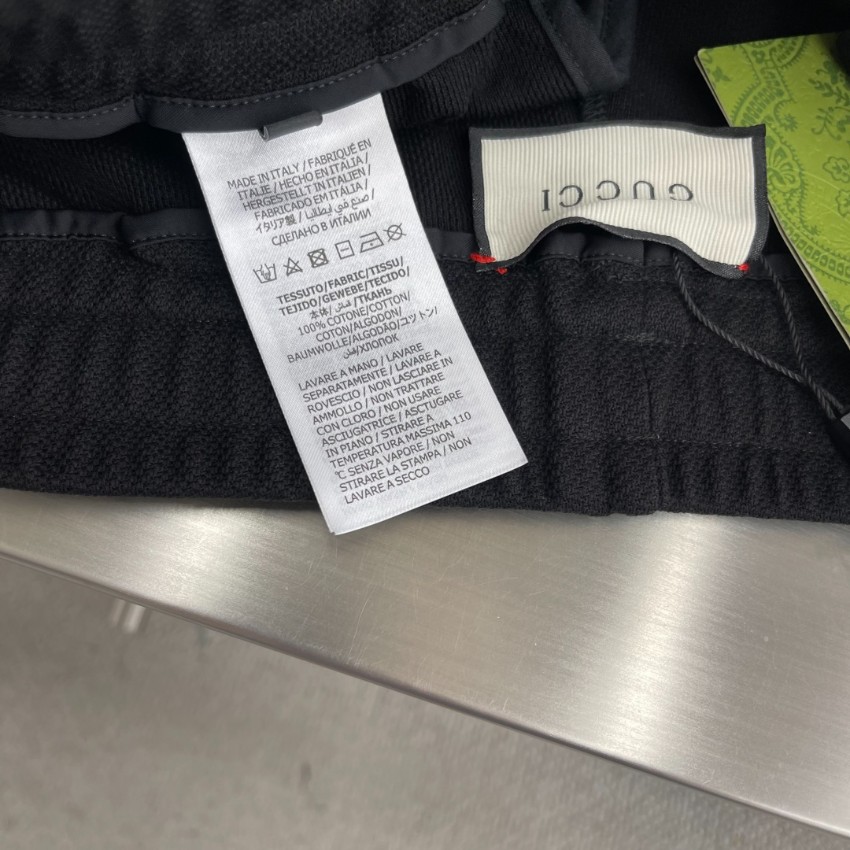 MADE IN ITALY / FABRIQUÉ EN
ITALIE / HECHO EN ITALIA /
HERGESTELLT IN ITALIEN /
FABRICADO EM ITÁLIA /
イタリア製 / صنع في إيطاليا /
СДЕЛАНО В ИТАЛИИ
TESSUTO/FABRIC/TISSU/
TEJIDO/GEWEBE/TECIDO/
本体/قماش/ТКАНЬ
100% COTONE/COTTON/
COTON/ALGODON/
BAUMWOLLE/ALGODÃO/コットン/
قطن/ХЛОПОК
LAVARE A MANO / LAVARE
SEPARATAMENTE / LAVARE A
ROVESCIO / NON LASCIARE IN
AMMOLLO / NON TRATTARE
CON CLORO / NON USARE
ASCIUGATRICE / ASCTUGARE
IN PIANO / STIRARE A
TEMPERATURA MASSIMA 110
°C SENZA VAPORE / NON
STIRARE LA STAMPA / NON
LAVARE A SECCO
GUCCI